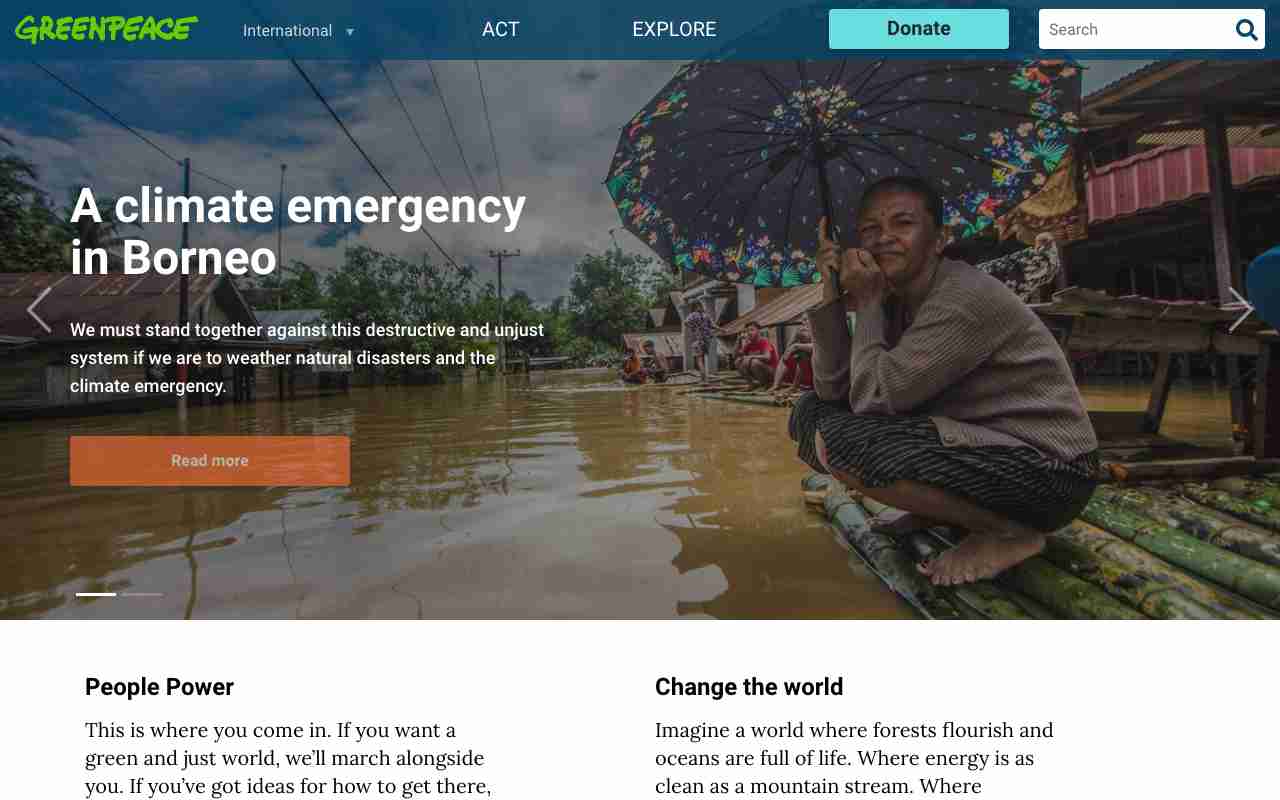 GREENPEACE
International ▼
ACT
EXPLORE
Donate
Search
A climate emergency
in Borneo
We must stand together against this destructive and unjust
system if we are to weather natural disasters and the
climate emergency.
Read more
People Power
This is where you come in. If you want a
green and just world, we’ll march alongside
you. If you’ve got ideas for how to get there,
Change the world
Imagine a world where forests flourish and
oceans are full of life. Where energy is as
clean as a mountain stream. Where